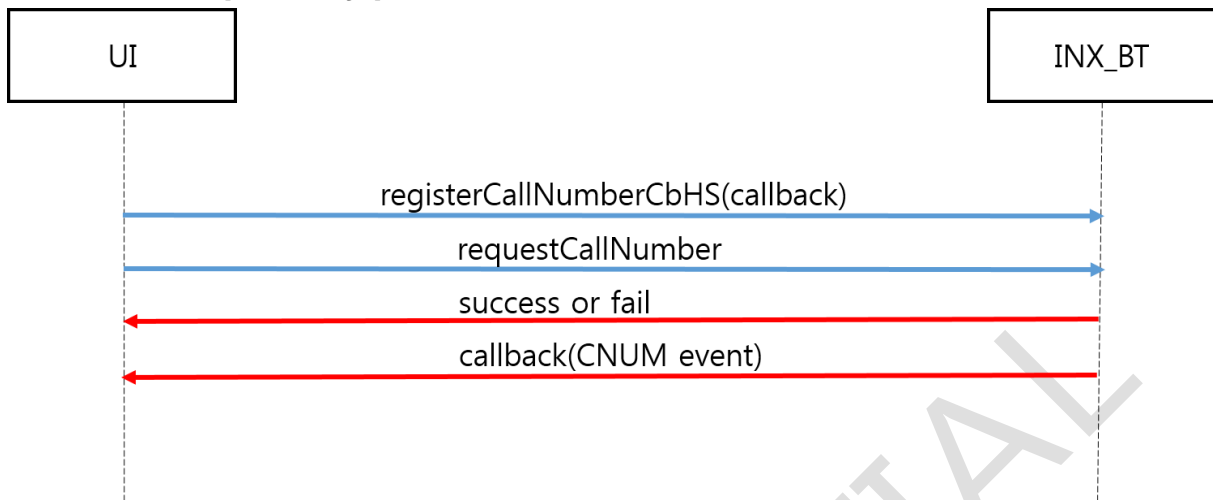 UI
INX_BT
registerCallNumberCbHS(callback)
requestCallNumber
success or fail
callback(CNUM event)